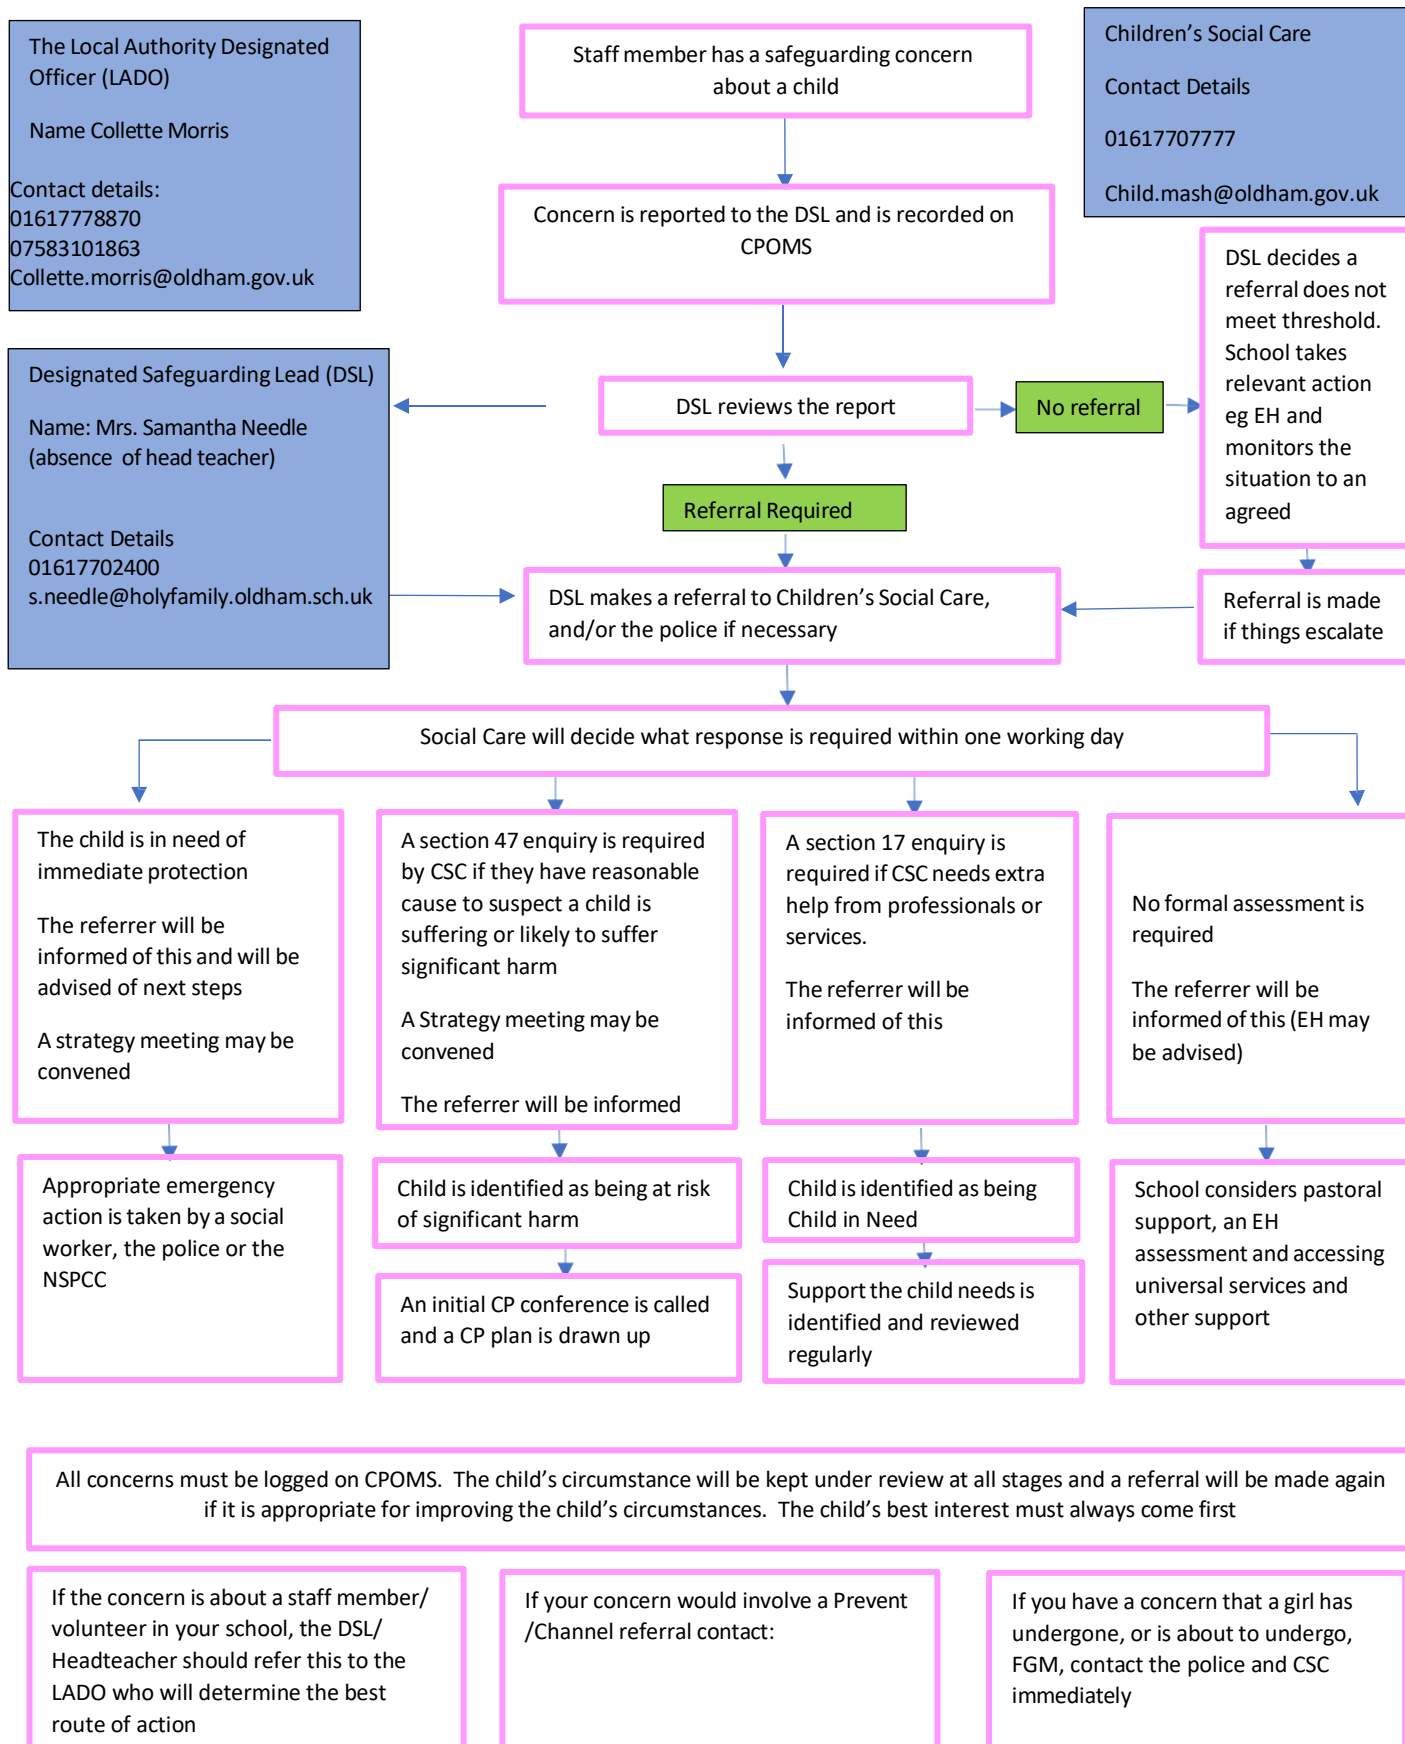 The Local Authority Designated
Officer (LADO)
Name Collette Morris
Contact details:
01617778870
07583101863
Collette.morris@oldham.gov.uk
Staff member has a safeguarding concern
about a child
Children’s Social Care
Contact Details
01617707777
Child.mash@oldham.gov.uk
Concern is reported to the DSL and is recorded on
CPOMS
DSL decides a
referral does not
meet threshold.
School takes
relevant action
eg EH and
monitors the
situation to an
agreed
Designated Safeguarding Lead (DSL)
Name: Mrs. Samantha Needle
(absence of head teacher)
Contact Details
01617702400
s.needle@holyfamily.oldham.sch.uk
DSL reviews the report
No referral
Referral Required
DSL makes a referral to Children’s Social Care,
and/or the police if necessary
Referral is made
if things escalate
Social Care will decide what response is required within one working day
The child is in need of
immediate protection
The referrer will be
informed of this and will be
advised of next steps
A strategy meeting may be
convened
A section 47 enquiry is required
by CSC if they have reasonable
cause to suspect a child is
suffering or likely to suffer
significant harm
A Strategy meeting may be
convened
The referrer will be informed
A section 17 enquiry is
required if CSC needs extra
help from professionals or
services.
The referrer will be
informed of this
No formal assessment is
required
The referrer will be
informed of this (EH may
be advised)
Appropriate emergency
action is taken by a social
worker, the police or the
NSPCC
Child is identified as being at risk
of significant harm
An initial CP conference is called
and a CP plan is drawn up
Child is identified as being
Child in Need
Support the child needs is
identified and reviewed
regularly
School considers pastoral
support, an EH
assessment and accessing
universal services and
other support
All concerns must be logged on CPOMS. The child’s circumstance will be kept under review at all stages and a referral will be made again
if it is appropriate for improving the child’s circumstances. The child’s best interest must always come first
If the concern is about a staff member/
volunteer in your school, the DSL/
Headteacher should refer this to the
LADO who will determine the best
route of action
If your concern would involve a Prevent
/Channel referral contact:
If you have a concern that a girl has
undergone, or is about to undergo,
FGM, contact the police and CSC
immediately